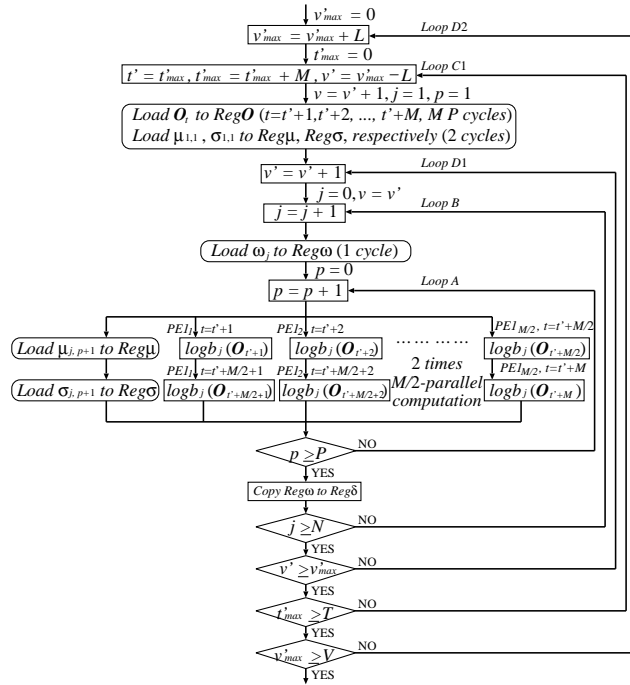 v'max = 0
Loop D2
v'max = v'max + L
t'max = 0
Loop C1
t' = t'max, t'max = t'max + M, v' = v'max − L
v = v' + 1, j = 1, p = 1
Load Ot to RegO (t=t'+1,t'+2, ..., t'+M, M P cycles)
Load μ1,1 , σ1,1 to Regμ, Regσ, respectively (2 cycles)
Loop D1
v' = v' + 1
j = 0, v = v'
Loop B
j = j + 1
Load ωj to Regω (1 cycle)
p = 0
Loop A
p = p + 1
PE11 t=t'+1 PE12 t=t'+2 PE1M/2, t=t'+M/2
Load μj, p+1 to Regμ logbj (Ot'+1) logbj (Ot'+2) ... ... ... ... logbj (Ot'+M/2)
PE11 t=t'+M/2+1 PE12 t=t'+M/2+2 2 times PE1M/2, t=t'+M
Load σj, p+1 to Regσ logbj (Ot'+M/2+1) logbj (Ot'+M/2+2) M/2-parallel logbj (Ot'+M )
computation
p ≥ P NO
YES
Copy Regω to Regδ
j ≥ N NO
YES
v' ≥ v'max NO
YES
t'max ≥ T NO
YES
v'max ≥ V NO
YES